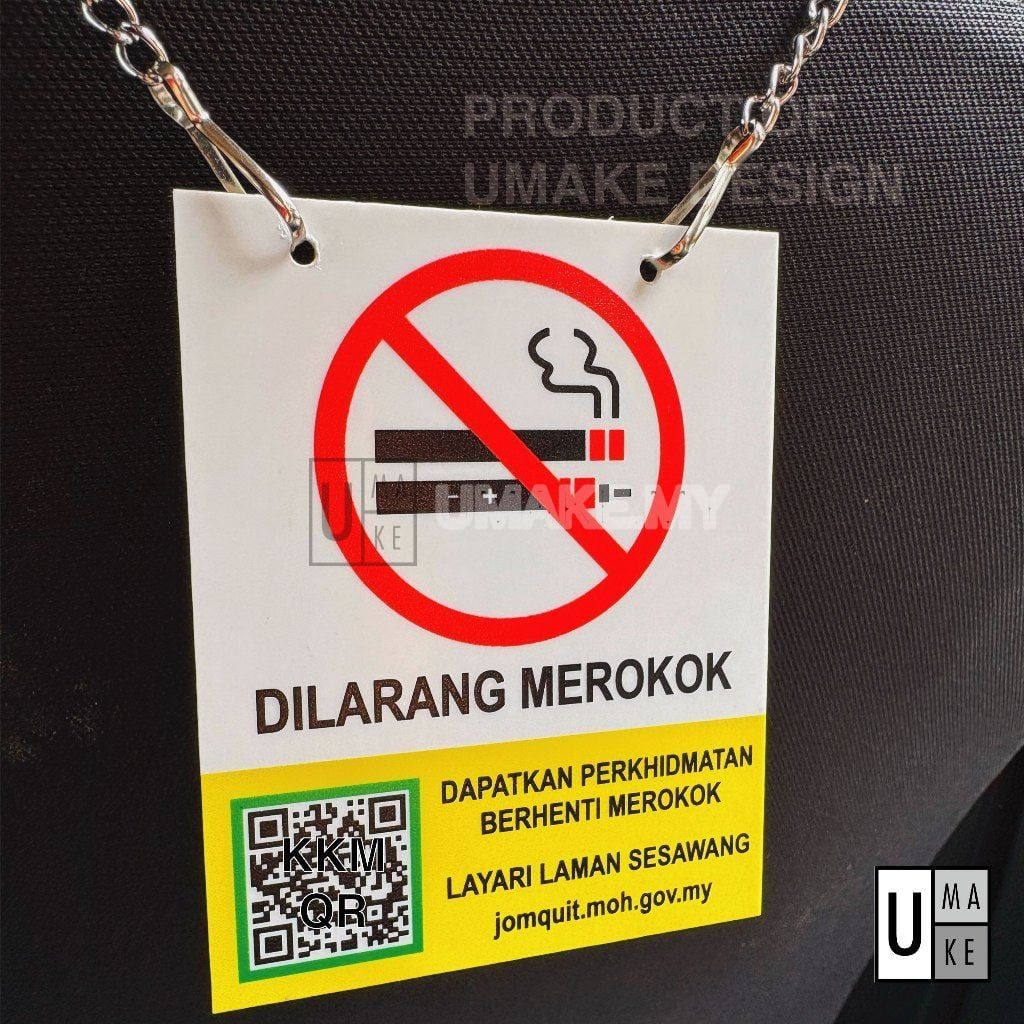 PRODUCT OF
UMAKE DESIGN
U MA
KE
UMAKE.MY
DILARANG MEROKOK
DAPATKAN PERKHIDMATAN
BERHENTI MEROKOK
LAYARI LAMAN SESAWANG
jomquit.moh.gov.my
KKM
QR
U MA
KE